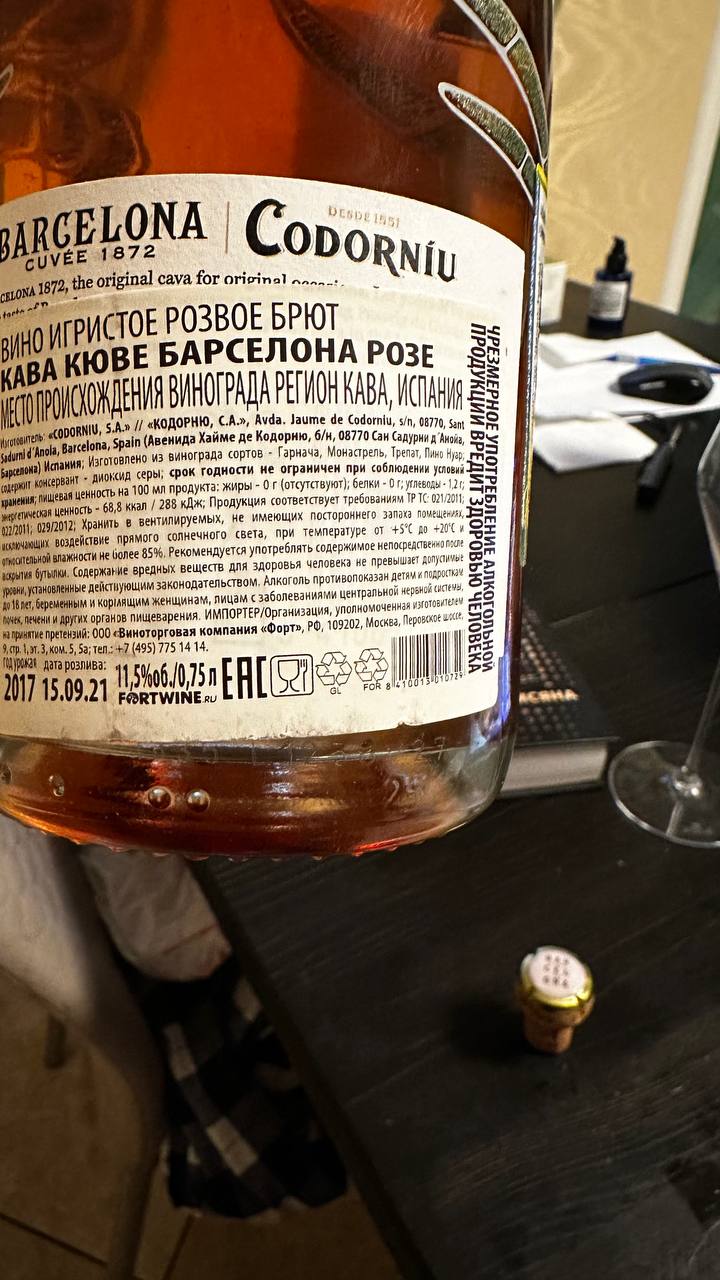 BARCELONA
CUVÉE 1872
DESDE 1551
CODORNÍU
1872, the original cava for original
ВИНО ИГРИСТОЕ РОЗВОЕ БРЮТ
КАВА КЮВЕ БАРСЕЛОНА РОЗЕ
МЕСТО ПРОИСХОЖДЕНИЯ ВИНОГРАДА РЕГИОН КАВА, ИСПАНИЯ
Изготовитель: «CODORNIU, S.A.» // «КОДОРНЮ, С.А.», Avda. Jaume de Codorniu, s/n, 08770, Sant
Sadurni d'Anoia, Barcelona, Spain (Авенида Хайме де Кодорню, б/н, 08770 Сан Садурни д'Анойа,
Барселона) Испания; Изготовлено из винограда сортов - Гарнача, Монастрель, Трепат, Пино Нуар;
содержит консервант - диоксид серы; срок годности не ограничен при соблюдении условий
хранения; пищевая ценность на 100 мл продукта: жиры - 0 г (отсутствуют); белки - 0 г; углеводы - 1,2 г;
энергетическая ценность - 68,8 ккал / 288 кДж; Продукция соответствует требованиям ТР ТС: 021/2011;
022/2011; 029/2012; Хранить в вентилируемых, не имеющих постороннего запаха помещениях,
исключающих воздействие прямого солнечного света, при температуре от +5°С до +20°С и
относительной влажности не более 85%. Рекомендуется употреблять содержимое непосредственно после
вскрытия бутылки. Содержание вредных веществ для здоровья человека не превышает допустимые
уровни, установленные действующим законодательством. Алкоголь противопоказан детям и подросткам
до 18 лет, беременным и кормящим женщинам, лицам с заболеваниями центральной нервной системы,
почек, печени и других органов пищеварения. ИМПОРТЕР/Организация, уполномоченная изготовителем
на принятие претензий: ООО «Виноторговая компания «Форт», РФ, 109202, Москва, Перовское шоссе,
9, стр. 1, эт. 3, ком. 5, 5а; тел.: +7 (495) 775 14 14.
год урожая дата розлива:
2017 15.09.21
11,5%об./0,75 л
FORTWINE.RU
EAC
GL
FOR
8 410013 010729
ЧРЕЗМЕРНОЕ УПОТРЕБЛЕНИЕ АЛКОГОЛЬНОЙ
ПРОДУКЦИИ ВРЕДИТ ЗДОРОВЬЮ ЧЕЛОВЕКА
BAR
CEL
ONA